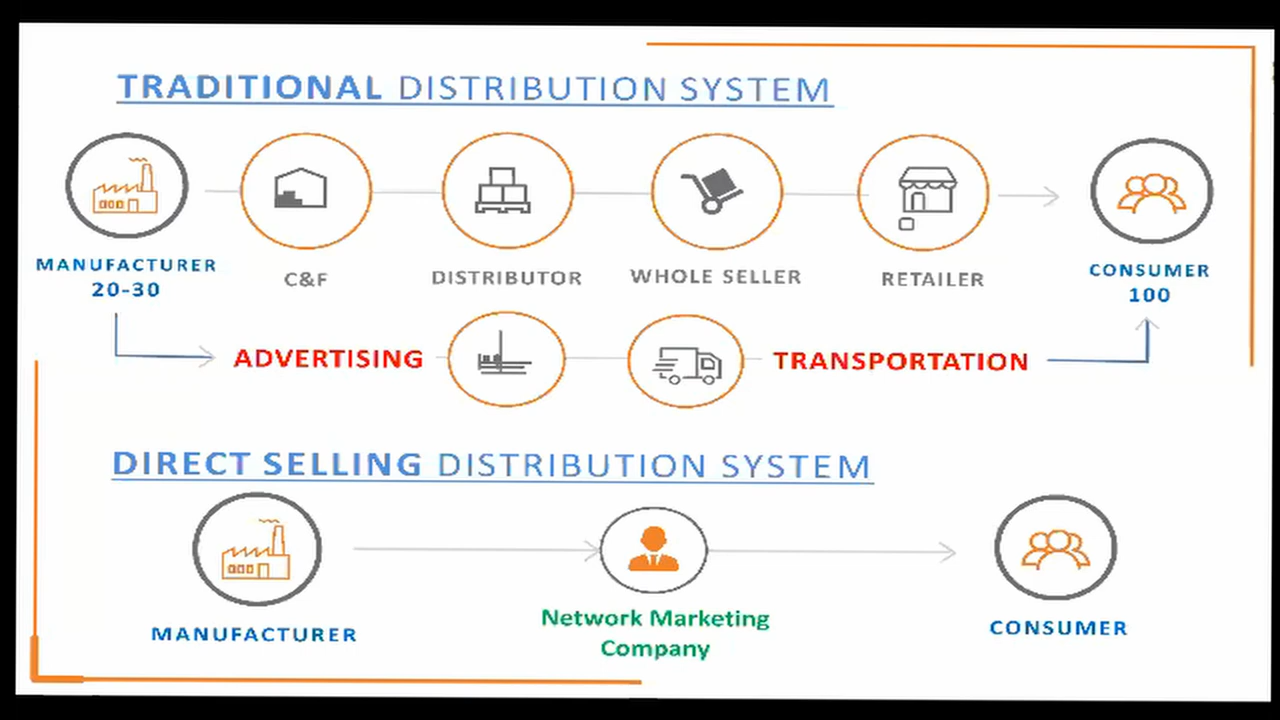 TRADITIONAL DISTRIBUTION SYSTEM
MANUFACTURER
20-30
C&F
DISTRIBUTOR
WHOLE SELLER
RETAILER
CONSUMER
100
ADVERTISING
TRANSPORTATION
DIRECT SELLING DISTRIBUTION SYSTEM
MANUFACTURER
Network Marketing
Company
CONSUMER